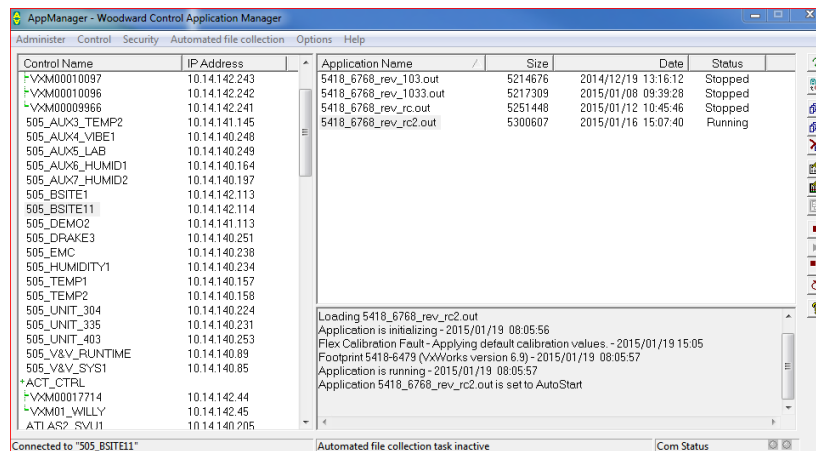 AppManager - Woodward Control Application Manager
Administer Control Security Automated file collection Options Help
Control Name IP Address
VXM00010097 10.14.142.243
VXM00010096 10.14.142.242
VXM00009966 10.14.142.241
505_AUX3_TEMP2 10.14.141.145
505_AUX4_VIBE1 10.14.140.248
505_AUX5_LAB 10.14.140.249
505_AUX6_HUMID1 10.14.140.164
505_AUX7_HUMID2 10.14.140.197
505_BSITE1 10.14.142.113
505_BSITE11 10.14.142.114
505_DEMO2 10.14.141.113
505_DRAKE3 10.14.140.251
505_EMC 10.14.140.238
505_HUMIDITY1 10.14.140.234
505_TEMP1 10.14.140.157
505_TEMP2 10.14.140.158
505_UNIT_304 10.14.140.224
505_UNIT_335 10.14.140.231
505_UNIT_403 10.14.140.253
505_V&V_RUNTIME 10.14.140.89
505_V&V_SYS1 10.14.140.85
*ACT_CTRL
VXM00017714 10.14.142.44
VXM01_WILLY 10.14.142.45
ATLAS2_SVU1 10.14.140.205
Application Name Size Date Status
5418_6768_rev_103.out 5214676 2014/12/19 13:16:12 Stopped
5418_6768_rev_1033.out 5217309 2015/01/08 09:39:28 Stopped
5418_6768_rev_rc.out 5251448 2015/01/12 10:45:46 Stopped
5418_6768_rev_rc2.out 5300607 2015/01/16 15:07:40 Running
Loading 5418_6768_rev_rc2.out
Application is initializing - 2015/01/19 08:05:56
Flex Calibration Fault - Applying default calibration values. - 2015/01/19 15:05
Footprint 5418-6479 (VxWorks version 6.9) - 2015/01/19 08:05:57
Application is running - 2015/01/19 08:05:57
Application 5418_6768_rev_rc2.out is set to AutoStart
Connected to "505_BSITE11" Automated file collection task inactive Com Status